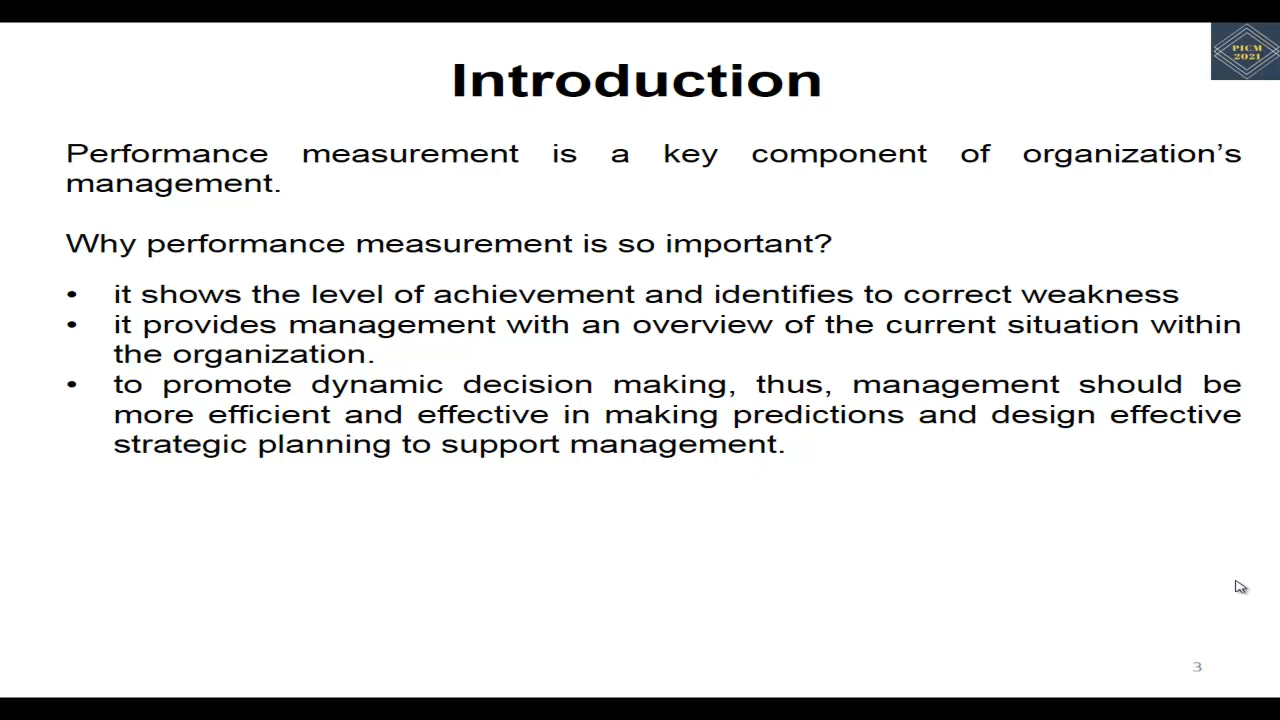 PICM
2021
Introduction
Performance measurement is a key component of organization’s
management.
Why performance measurement is so important?
• it shows the level of achievement and identifies to correct weakness
• it provides management with an overview of the current situation within
the organization.
• to promote dynamic decision making, thus, management should be
more efficient and effective in making predictions and design effective
strategic planning to support management.
3